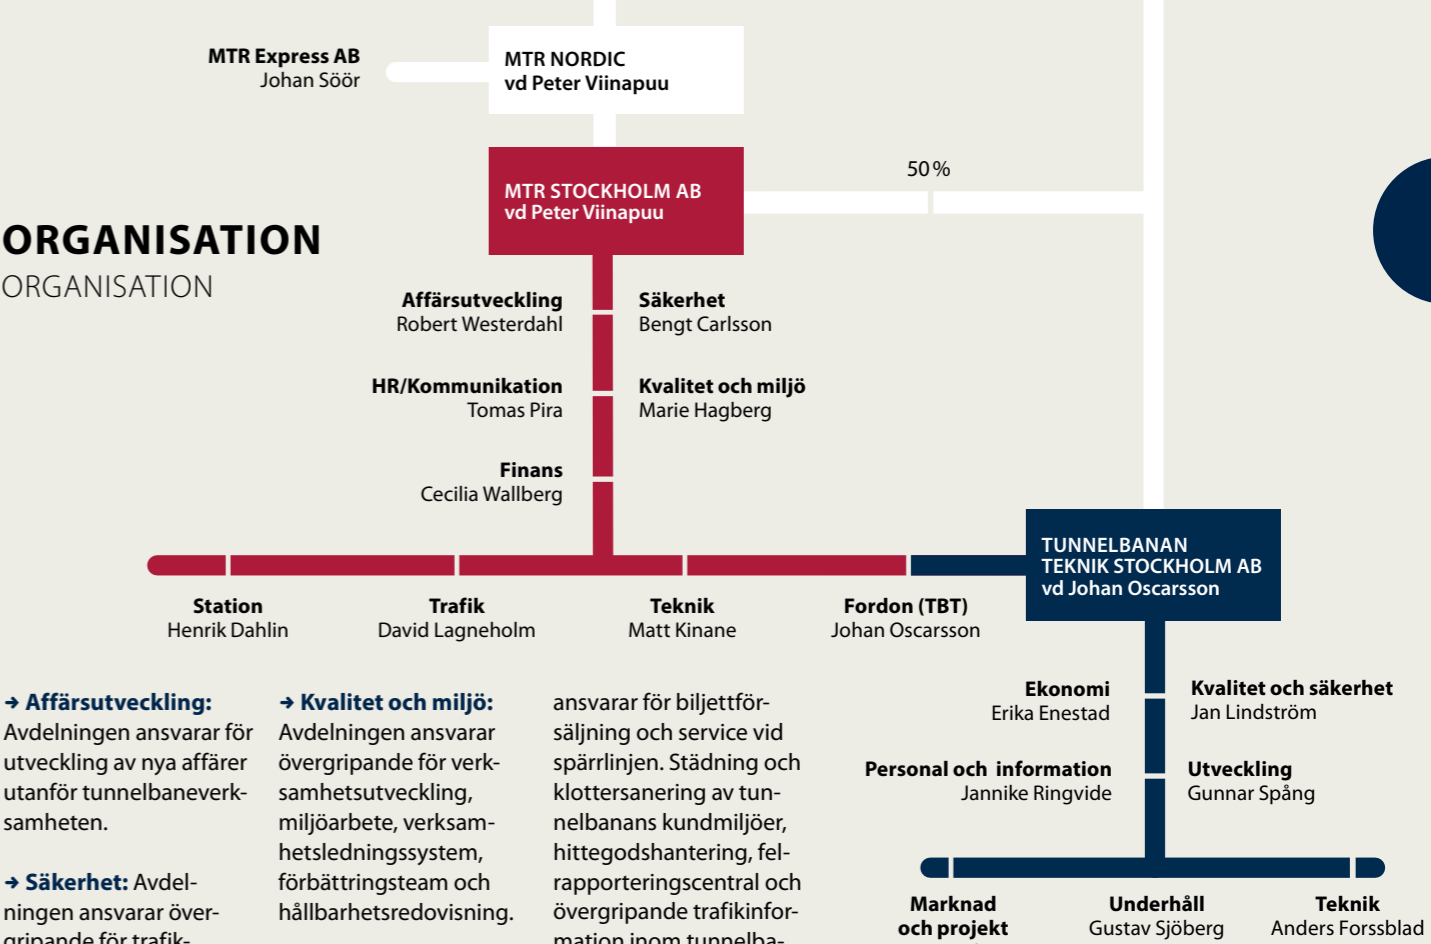 MTR Express AB
Johan Söör
MTR NORDIC
vd Peter Viinapuu
MTR STOCKHOLM AB
vd Peter Viinapuu
50 %
ORGANISATION
ORGANISATION
Affärsutveckling
Robert Westerdahl
Säkerhet
Bengt Carlsson
HR/Kommunikation
Tomas Pira
Kvalitet och miljö
Marie Hagberg
Finans
Cecilia Wallberg
TUNNELBANAN
TEKNIK STOCKHOLM AB
vd Johan Oscarsson
Station
Henrik Dahlin
Trafik
David Lagneholm
Teknik
Matt Kinane
Fordon (TBT)
Johan Oscarsson
Ekonomi
Erika Enestad
Kvalitet och säkerhet
Jan Lindström
Personal och information
Jannike Ringvide
Utveckling
Gunnar Spång
Marknad
och projekt
Underhåll
Gustav Sjöberg
Teknik
Anders Forssblad
→ Affärsutveckling:
Avdelningen ansvarar för
utveckling av nya affärer
utanför tunnelbaneverk-
samheten.
→ Säkerhet: Avdel-
ningen ansvarar över-
gripande för trafik-
→ Kvalitet och miljö:
Avdelningen ansvarar
övergripande för verk-
samhetsutveckling,
miljöarbete, verksam-
hetsledningssystem,
förbättringsteam och
hållbarhetsredovisning.
ansvarar för biljettför-
säljning och service vid
spärrlinjen. Städning och
klottersanering av tun-
nelbanans kundmiljöer,
hittegodshantering, fel-
rapporteringscentral och
övergripande trafikinfor-
mation inom tunnelba-